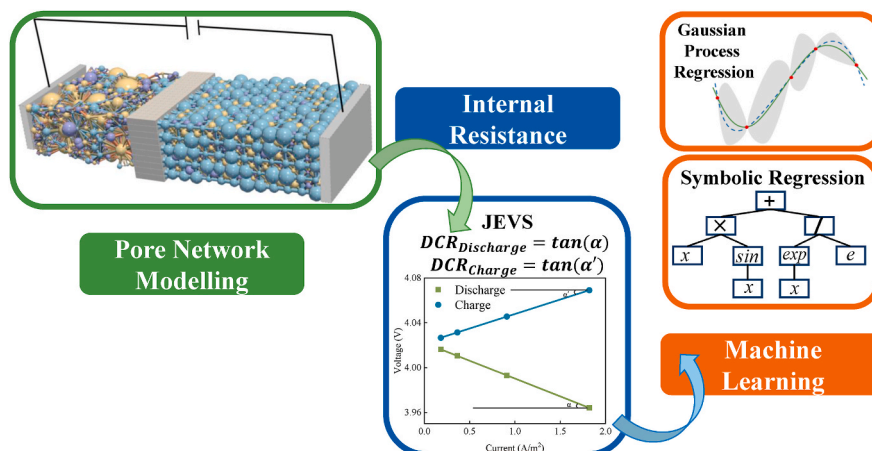 Pore Network
Modelling
Internal
Resistance
JEVS
DCR_Discharge = tan(α)
DCR_Charge = tan(α′)
Discharge
Charge
α′
α
4.08
4.04
4.00
3.96
Voltage (V)
0.0 0.5 1.0 1.5 2.0
Current (A/m²)
Gaussian
Process
Regression
Symbolic Regression
+
× /
x sin exp e
x x
Machine
Learning